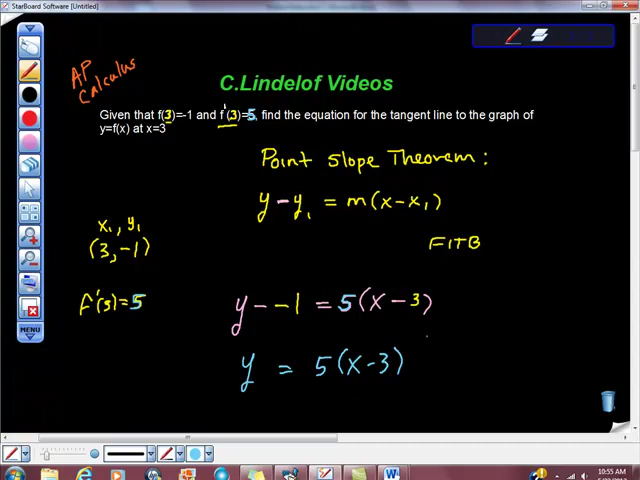 StarBoard Software [Untitled*]
AP
Calculus
C.Lindelof Videos
Given that f(3)=-1 and f'(3)=5, find the equation for the tangent line to the graph of
y=f(x) at x=3
Point Slope Theorem :
y - y₁ = m(x-x₁)
FITB
x₁, y₁
(3, -1)
f'(3)=5
y - -1 = 5(x-3)
y = 5(x-3)
MENU
10:55 AM